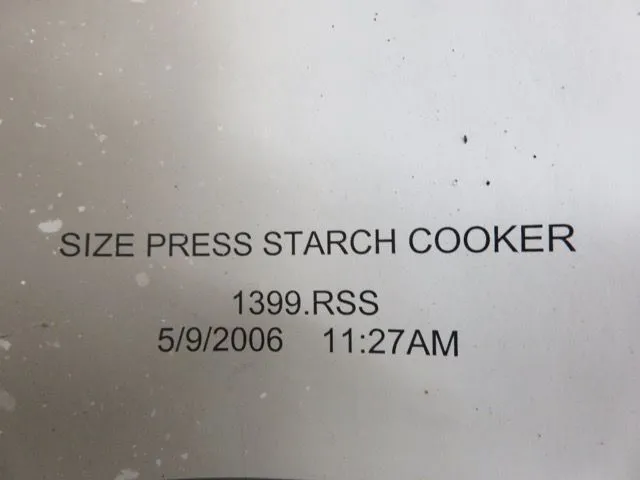 SIZE PRESS STARCH COOKER
1399.RSS
5/9/2006 11:27AM